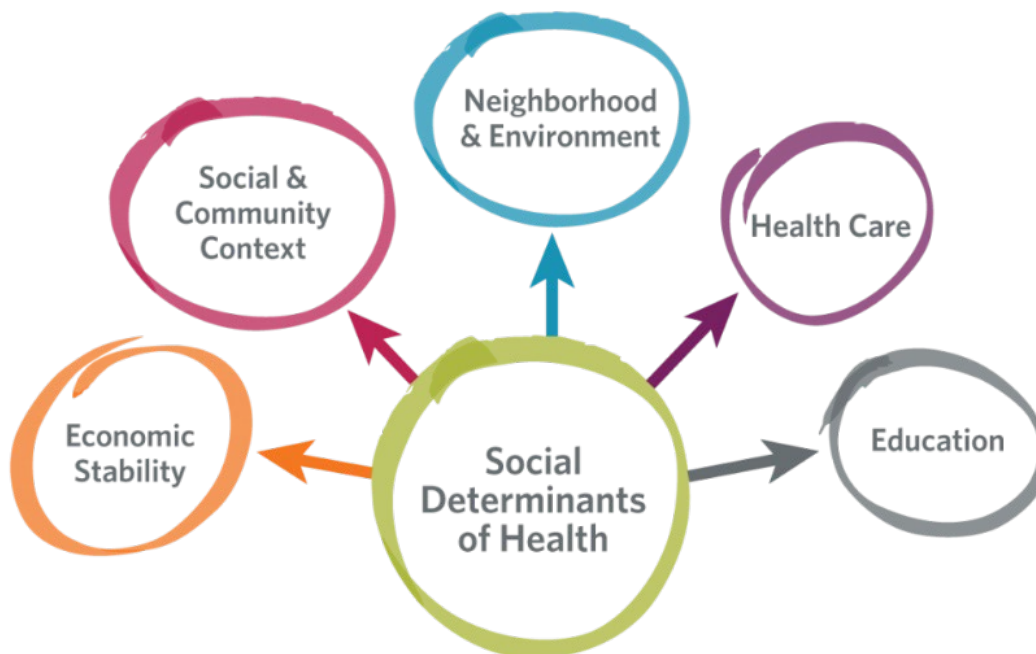 Neighborhood
& Environment
Social &
Community
Context
Health Care
Economic
Stability
Education
Social
Determinants
of Health